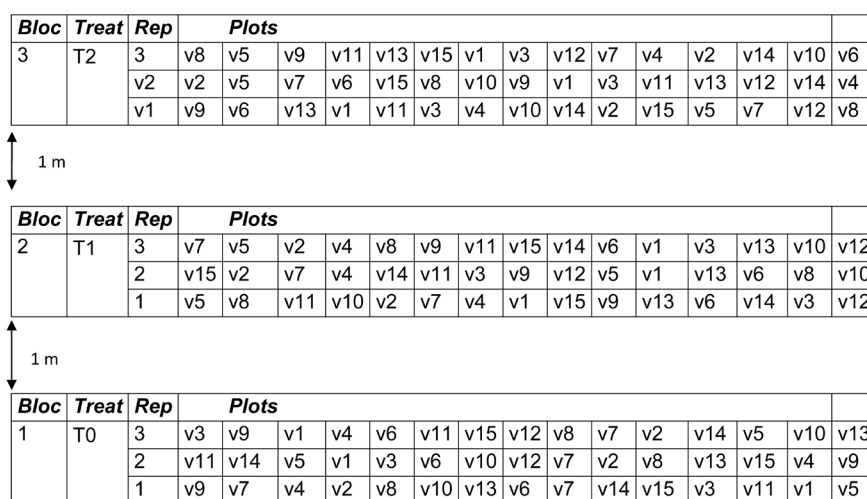 Bloc Treat Rep Plots
3 T2 3 v8 v5 v9 v11 v13 v15 v1 v3 v12 v7 v4 v2 v14 v10 v6
v2 v2 v5 v7 v6 v15 v8 v10 v9 v1 v3 v11 v13 v12 v14 v4
v1 v9 v6 v13 v1 v11 v3 v4 v10 v14 v2 v15 v5 v7 v12 v8
1 m
Bloc Treat Rep Plots
2 T1 3 v7 v5 v2 v4 v8 v9 v11 v15 v14 v6 v1 v3 v13 v10 v12
2 v15 v2 v7 v4 v14 v11 v3 v9 v12 v5 v1 v13 v6 v8 v10
1 v5 v8 v11 v10 v2 v7 v4 v1 v15 v9 v13 v6 v14 v3 v12
1 m
Bloc Treat Rep Plots
1 T0 3 v3 v9 v1 v4 v6 v11 v15 v12 v8 v7 v2 v14 v5 v10 v13
2 v11 v14 v5 v1 v3 v6 v10 v12 v7 v2 v8 v13 v15 v4 v9
1 v9 v7 v4 v2 v8 v10 v13 v6 v7 v14 v15 v3 v11 v1 v5